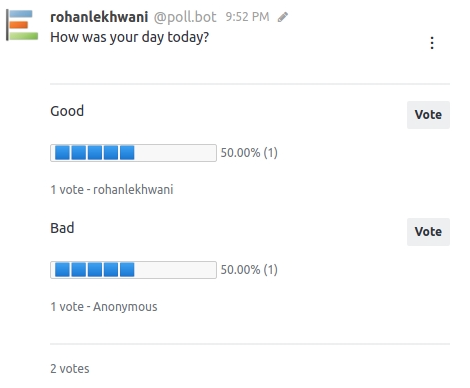 rohanlekhwani @poll.bot 9:52 PM
How was your day today?
Good
Vote
50.00% (1)
1 vote - rohanlekhwani
Bad
Vote
50.00% (1)
1 vote - Anonymous
2 votes